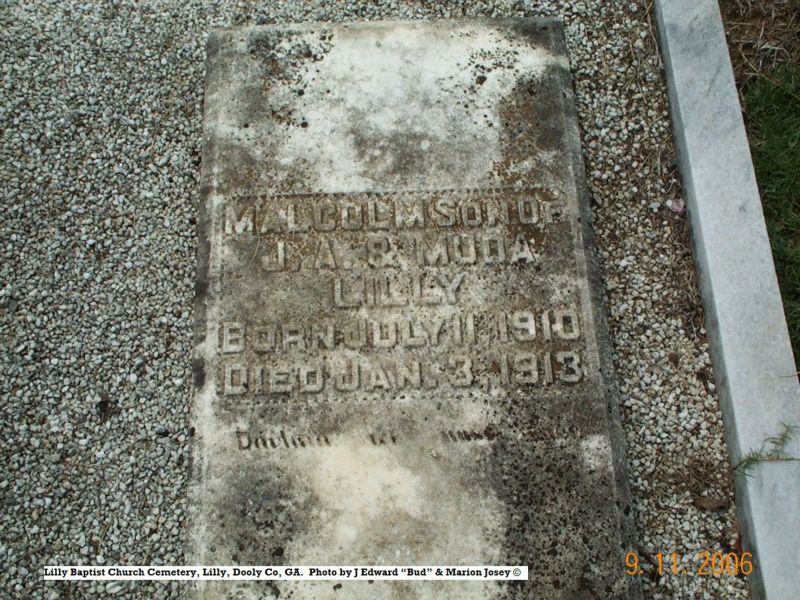 MALCOLM SON OF
J. A. & MUDA
LILLY
BORN JULY 11, 1910
DIED JAN. 3, 1913
Lilly Baptist Church Cemetery, Lilly, Dooly Co, GA. Photo by J Edward “Bud” & Marion Josey ©
9. 11. 2006